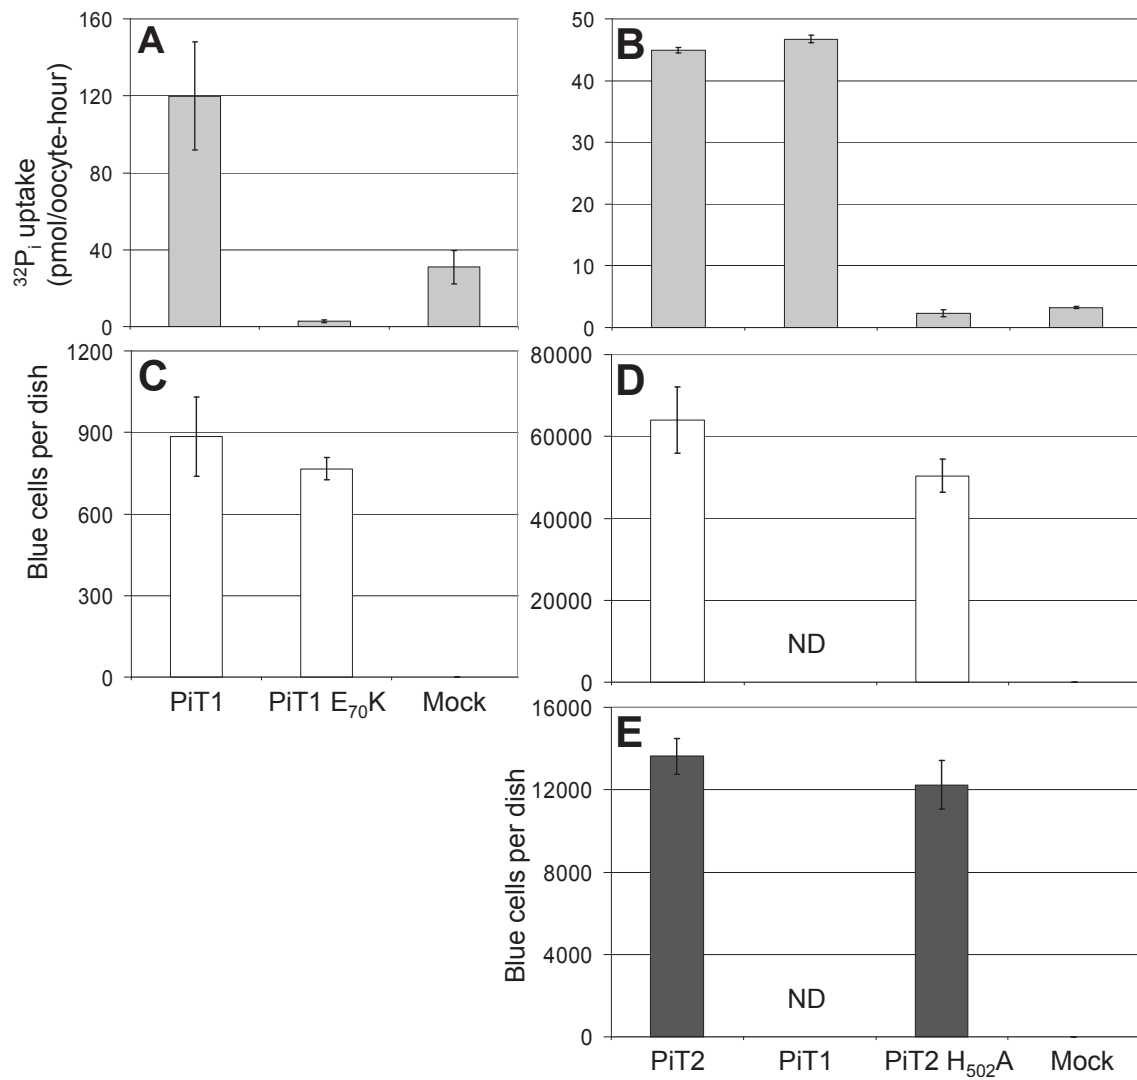 A
160
120
80
40
0
³²Pᵢ uptake
(pmol/oocyte-hour)
B
50
40
30
20
10
0
C
1200
900
600
300
0
Blue cells per dish
PiT1 PiT1 E₇₀K Mock
D
80000
60000
40000
20000
0
ND
E
16000
12000
8000
4000
0
Blue cells per dish
ND
PiT2 PiT1 PiT2 H₅₀₂A Mock